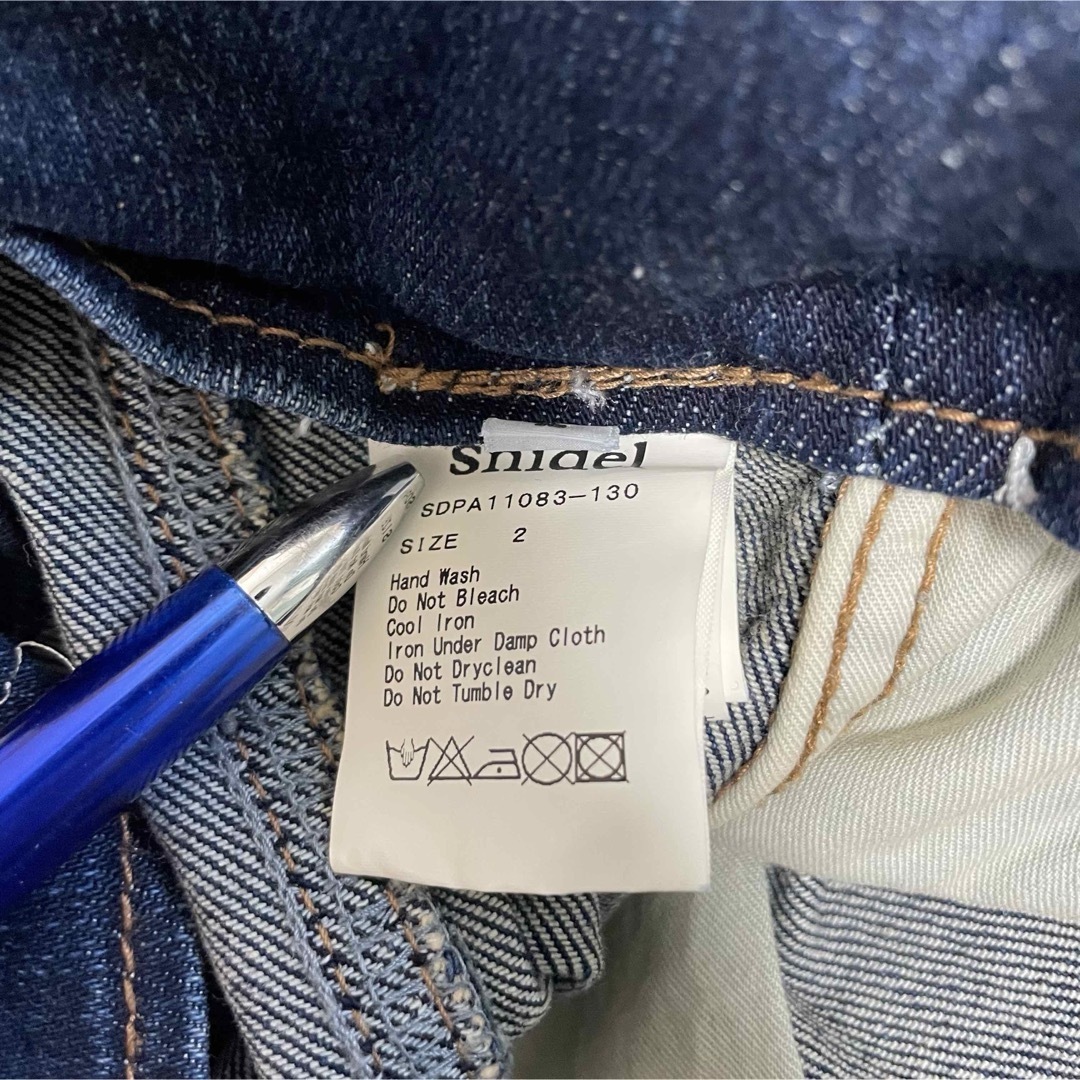 Snidel
SDPA11083-130
SIZE 2
Hand Wash
Do Not Bleach
Cool Iron
Iron Under Damp Cloth
Do Not Dryclean
Do Not Tumble Dry